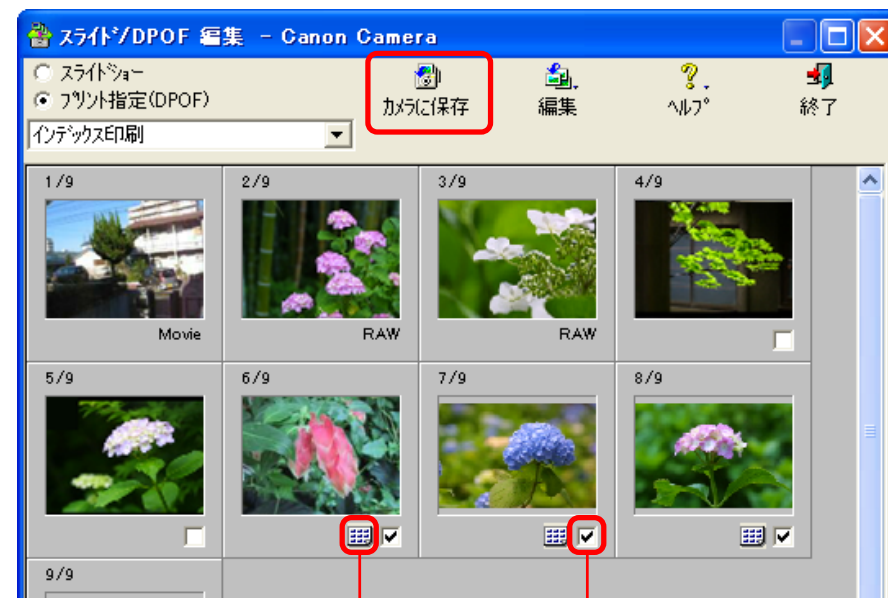 ｽﾗｲﾄﾞ/DPOF 編集 - Canon Camera
ｽﾗｲﾄﾞｼｮｰ
ﾌﾟﾘﾝﾄ指定(DPOF)
ｲﾝﾃﾞｯｸｽ印刷
ｶﾒﾗに保存
編集
ﾍﾙﾌﾟ
終了
1/9
2/9
3/9
4/9
Movie
RAW
RAW
5/9
6/9
7/9
8/9
9/9